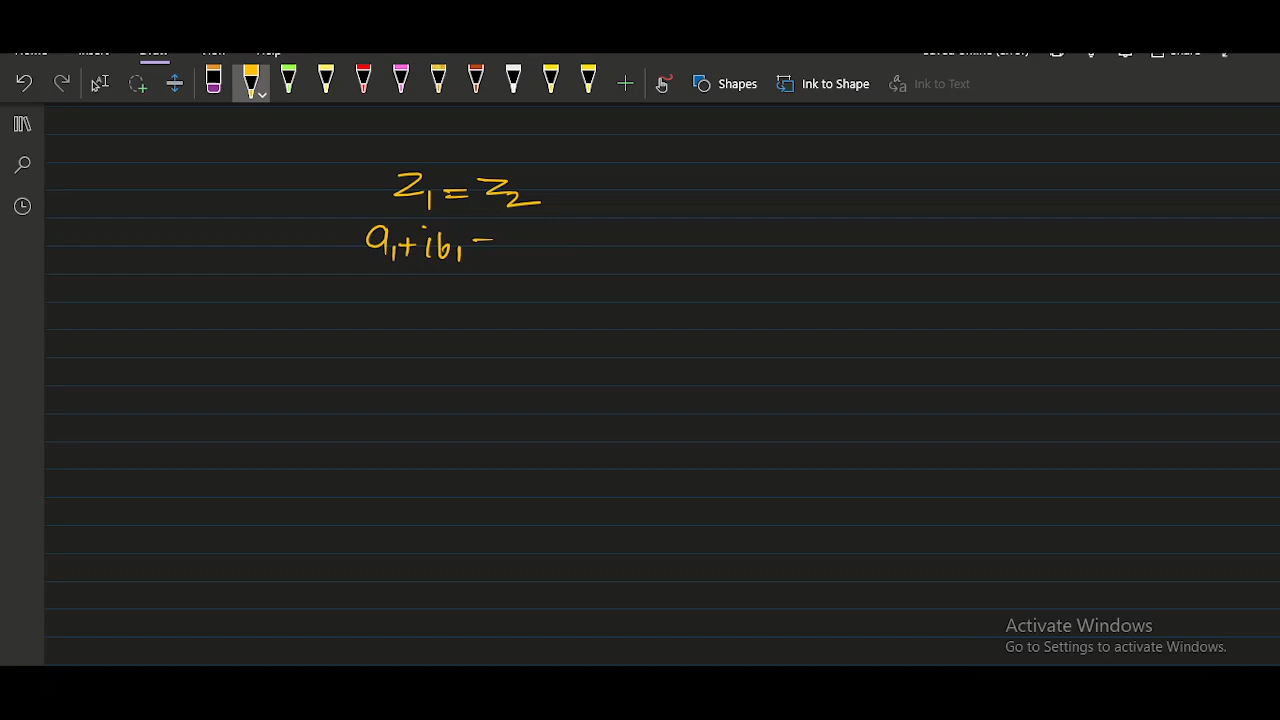 Shapes
Ink to Shape
Ink to Text
Z₁ = Z₂
a₁+ib₁ -
Activate Windows
Go to Settings to activate Windows.